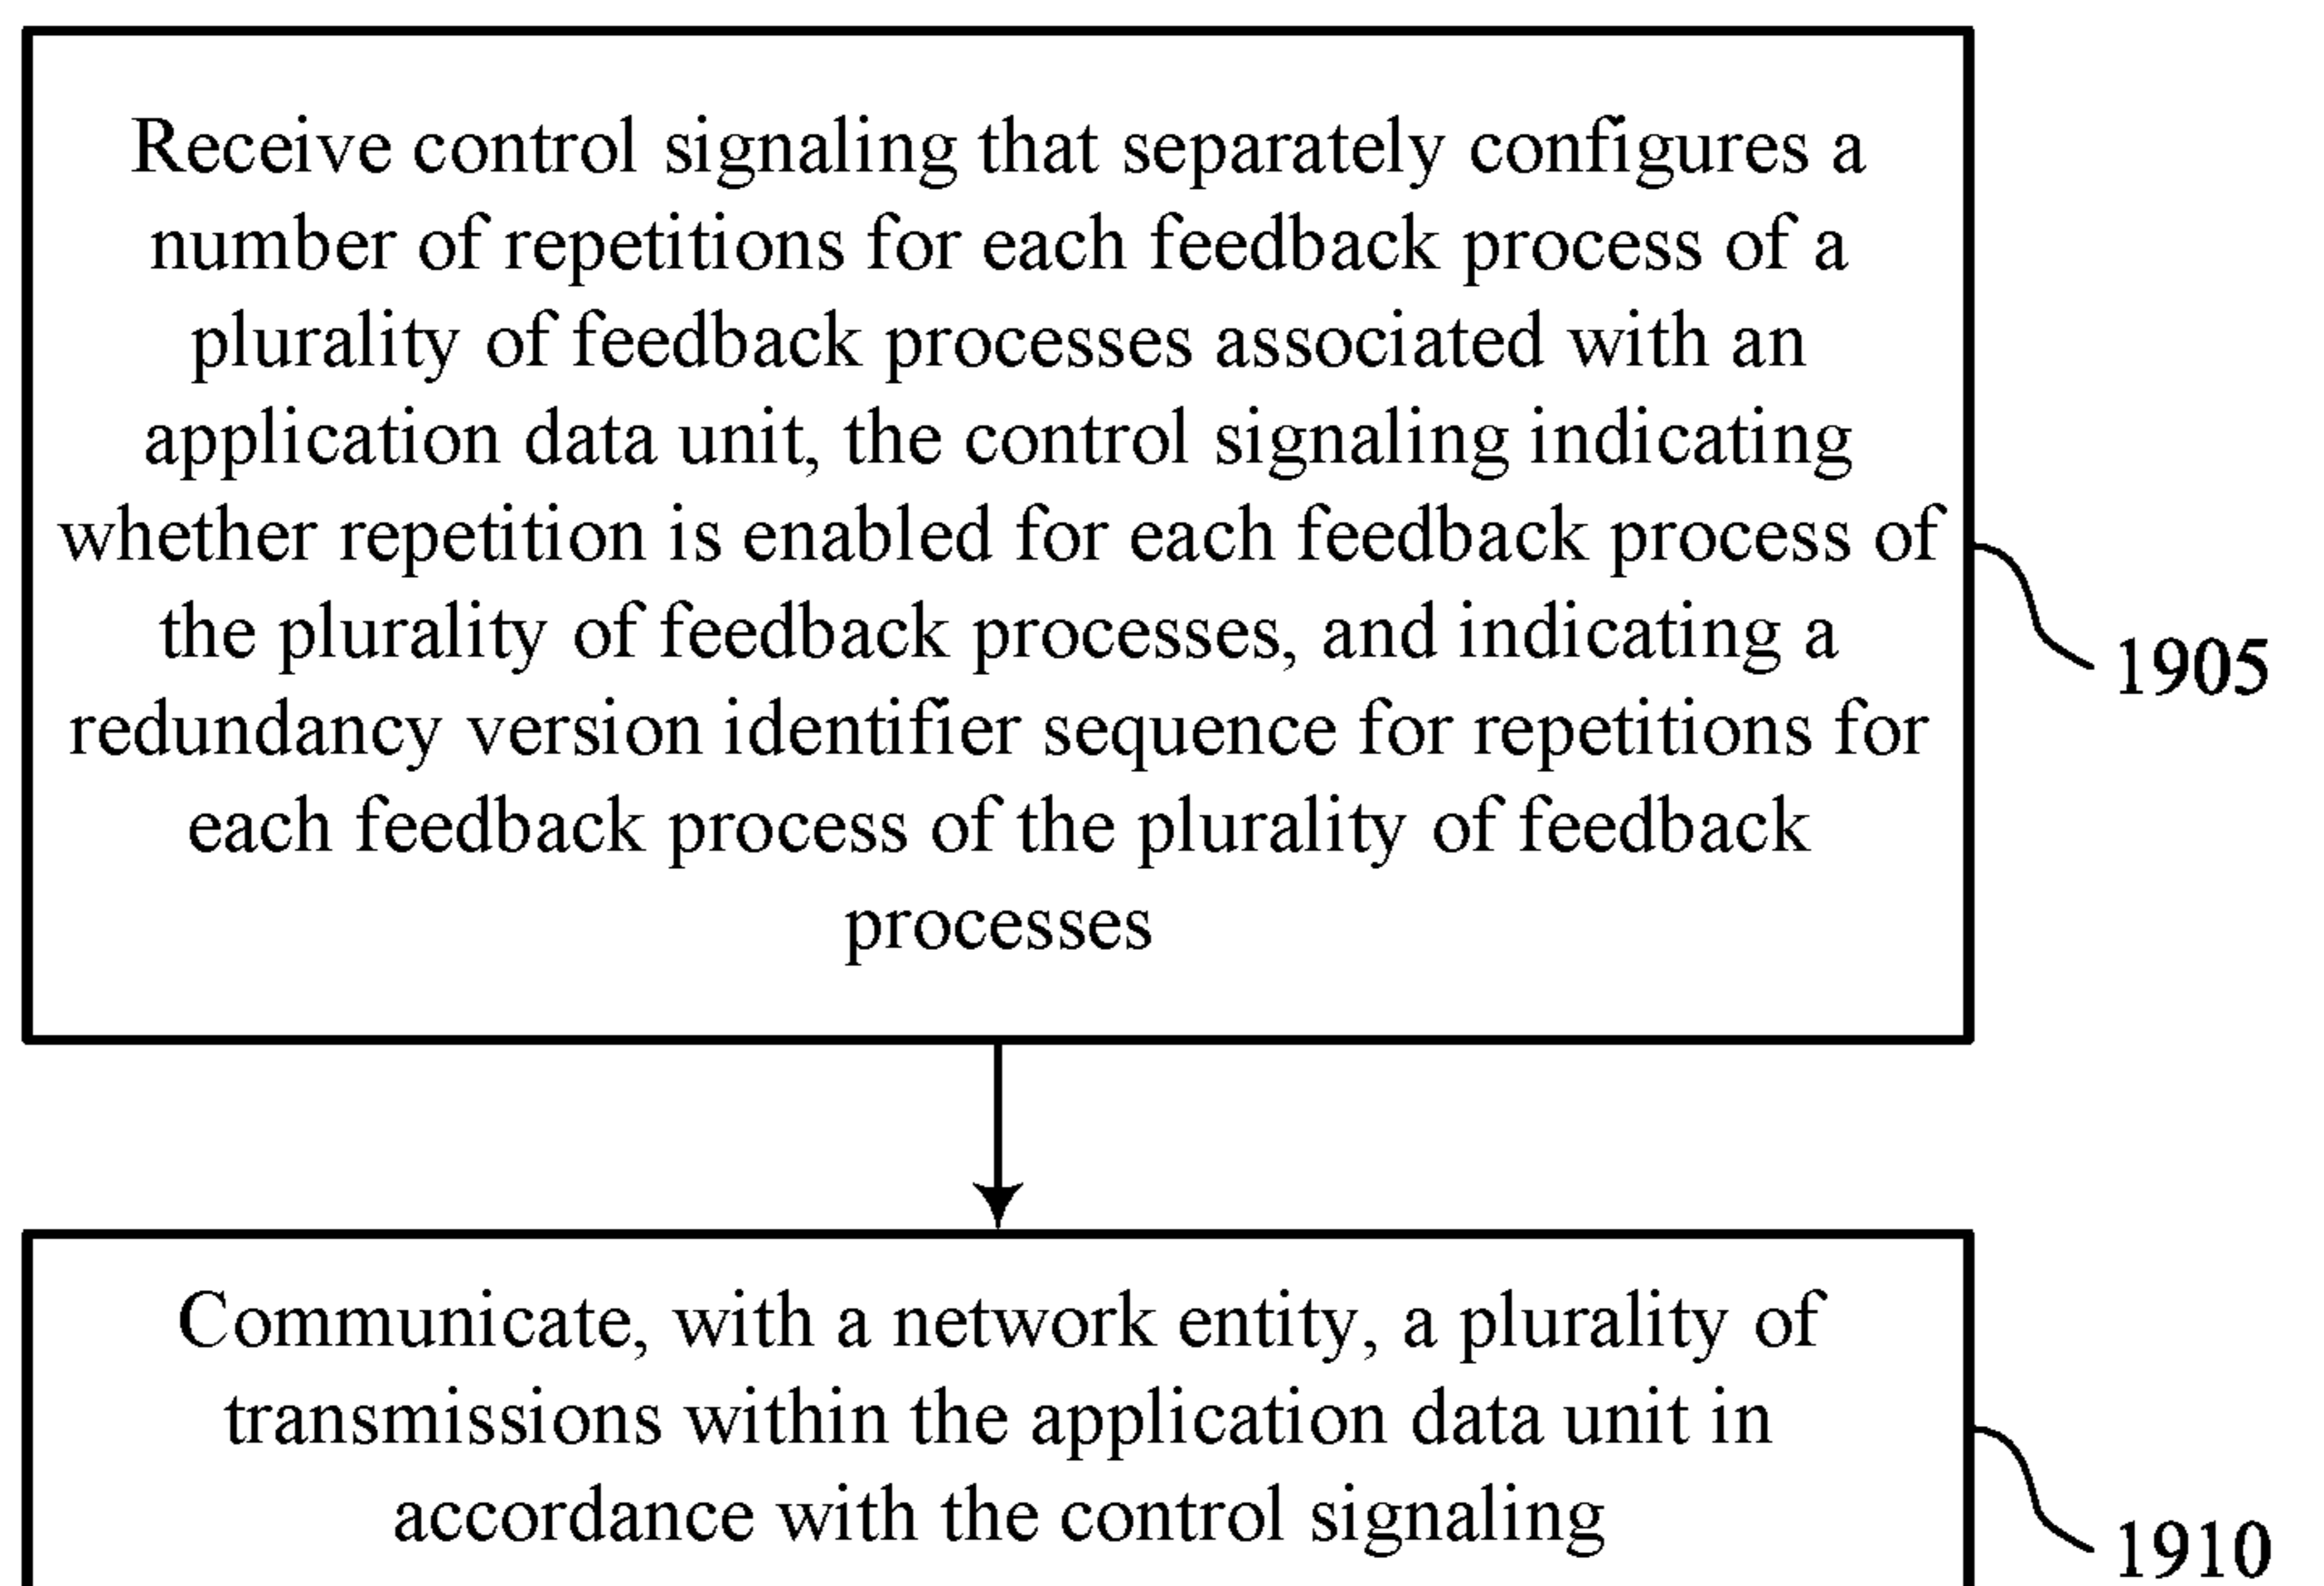 Receive control signaling that separately configures a
number of repetitions for each feedback process of a
plurality of feedback processes associated with an
application data unit, the control signaling indicating
whether repetition is enabled for each feedback process of
the plurality of feedback processes, and indicating a
redundancy version identifier sequence for repetitions for
each feedback process of the plurality of feedback
processes
1905
Communicate, with a network entity, a plurality of
transmissions within the application data unit in
accordance with the control signaling
1910